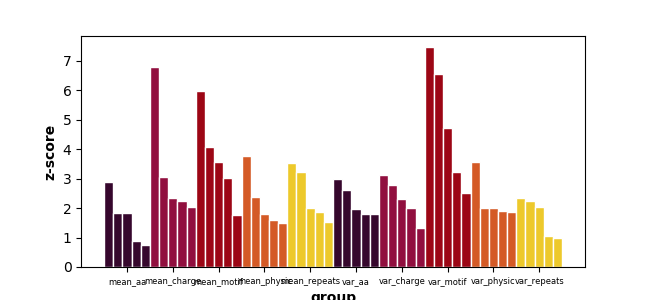 7
6
5
4
3
2
1
0
z-score
mean_aa mean_charge mean_motif mean_physic mean_repeats var_aa var_charge var_motif var_physic var_repeats
group